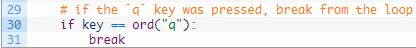 29 # if the `q` key was pressed, break from the loop
30 if key == ord("q"):
31 break